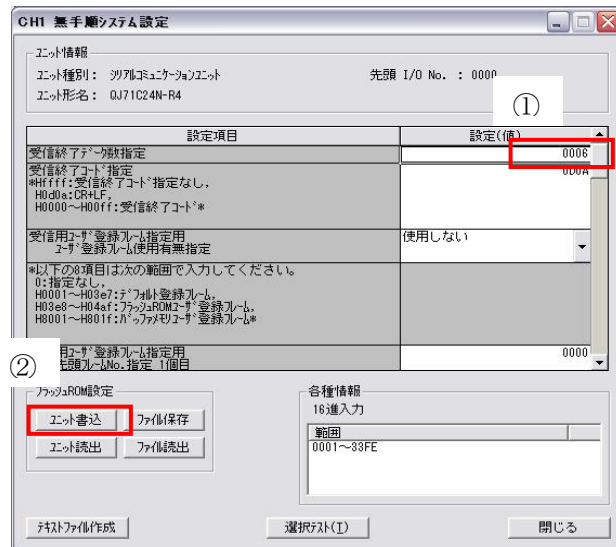 CH1 無手順システム設定
ユニット情報
ユニット種別： シリアルコミュニケーションユニット 先頭 I/O No. ： 0000
ユニット形名： QJ71C24N-R4
①
設定項目 設定(値)
受信終了データ数指定 0006
受信終了コード指定 0D0A
*Hffff:受信終了コード指定なし,
H0d0a:CR+LF,
H0000～H00ff:受信終了コード*
受信用ユーザ登録フレーム指定用 使用しない
ユーザ登録フレーム使用有無指定
*以下の8項目は次の範囲で入力してください。
0:指定なし,
H0001～H03e7:デフォルト登録フレーム,
H03e8～H04af:フラッシュROMユーザ登録フレーム,
H8001～H801f:バッファメモリユーザ登録フレーム*
用ユーザ登録フレーム指定用 0000
先頭フレームNo.指定 1個目
②
フラッシュROM設定 各種情報
ユニット書込 ファイル保存 16進入力
ユニット読出 ファイル読出 範囲
0001～33FE
テキストファイル作成 選択テスト(I) 閉じる